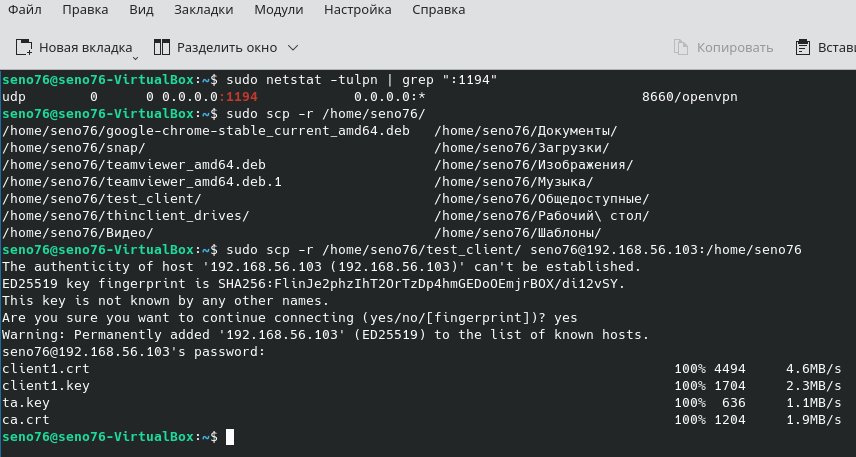 Файл Правка Вид Закладки Модули Настройка Справка
Новая вкладка Разделить окно Копировать Встави
seno76@seno76-VirtualBox:~$ sudo netstat -tulpn | grep ":1194"
udp 0 0 0.0.0.0:1194 0.0.0.0:* 8660/openvpn
seno76@seno76-VirtualBox:~$ sudo scp -r /home/seno76/
/home/seno76/google-chrome-stable_current_amd64.deb /home/seno76/Документы/
/home/seno76/snap/ /home/seno76/Загрузки/
/home/seno76/teamviewer_amd64.deb /home/seno76/Изображения/
/home/seno76/teamviewer_amd64.deb.1 /home/seno76/Музыка/
/home/seno76/test_client/ /home/seno76/Общедоступные/
/home/seno76/thinclient_drives/ /home/seno76/Рабочий\ стол/
/home/seno76/Видео/ /home/seno76/Шаблоны/
seno76@seno76-VirtualBox:~$ sudo scp -r /home/seno76/test_client/ seno76@192.168.56.103:/home/seno76
The authenticity of host '192.168.56.103 (192.168.56.103)' can't be established.
ED25519 key fingerprint is SHA256:FlinJe2phzIhT2OrTzDp4hmGEDoOEmjrBOX/di12vSY.
This key is not known by any other names.
Are you sure you want to continue connecting (yes/no/[fingerprint])? yes
Warning: Permanently added '192.168.56.103' (ED25519) to the list of known hosts.
seno76@192.168.56.103's password:
client1.crt 100% 4494 4.6MB/s
client1.key 100% 1704 2.3MB/s
ta.key 100% 636 1.1MB/s
ca.crt 100% 1204 1.9MB/s
seno76@seno76-VirtualBox:~$